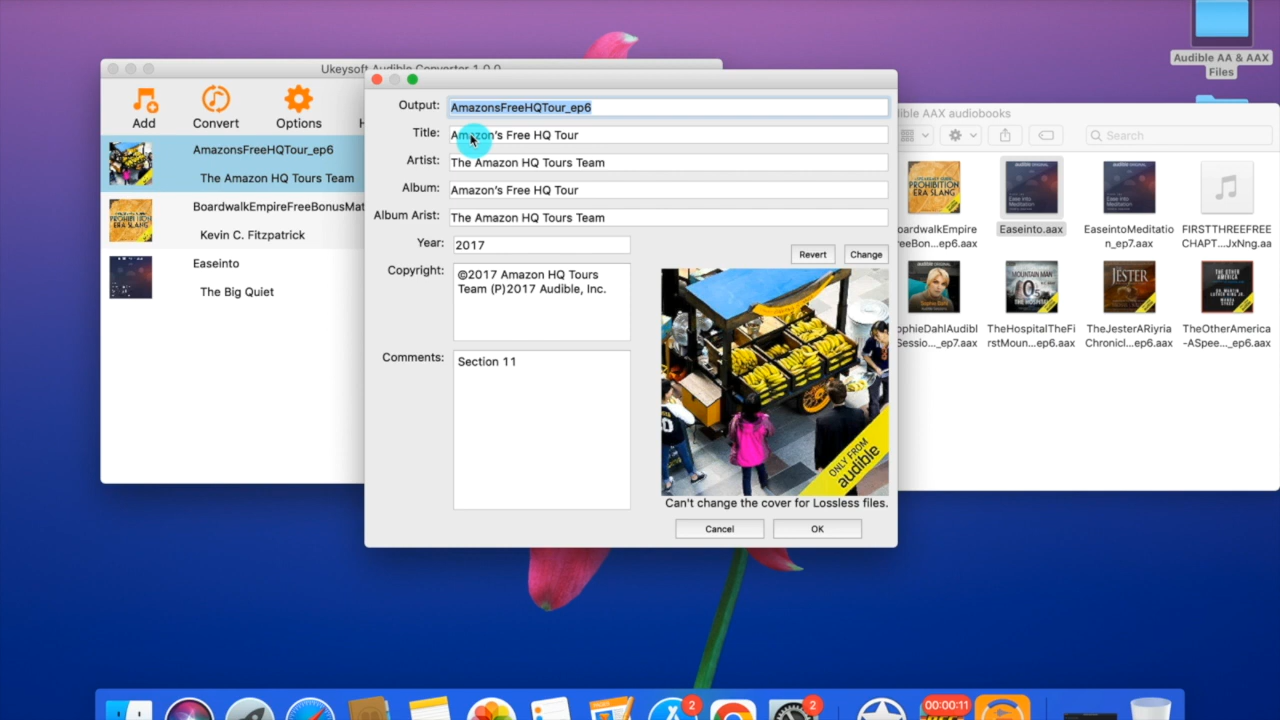 Audible AA & AAX
Files
Ukeysoft Audible Converter 1.0.0
Add
Convert
Options
AmazonsFreeHQTour_ep6
The Amazon HQ Tours Team
BoardwalkEmpireFreeBonusMat
Kevin C. Fitzpatrick
Easeinto
The Big Quiet
Output:
AmazonsFreeHQTour_ep6
Title:
Amazon's Free HQ Tour
Artist:
The Amazon HQ Tours Team
Album:
Amazon's Free HQ Tour
Album Arist:
The Amazon HQ Tours Team
Year:
2017
Copyright:
©2017 Amazon HQ Tours
Team (P)2017 Audible, Inc.
Comments:
Section 11
Revert
Change
ONLY FROM
audible
Can't change the cover for Lossless files.
Cancel
OK
ible AAX audiobooks
Search
PROHIBITION
ERA SLANG
oardwalkEmpire
reeBon...ep6.aax
Easeinto.aax
EaseintoMeditatio
n_ep7.aax
FIRSTTHREEFREE
CHAPT...JxNng.aa
ophieDahlAudibl
Sessio..._ep7.aax
TheHospitalTheFi
rstMoun...ep6.aax
TheJesterARiyria
Chronicl...ep6.aax
TheOtherAmerica
-ASpee..._ep6.aax
2
2
00:00:11